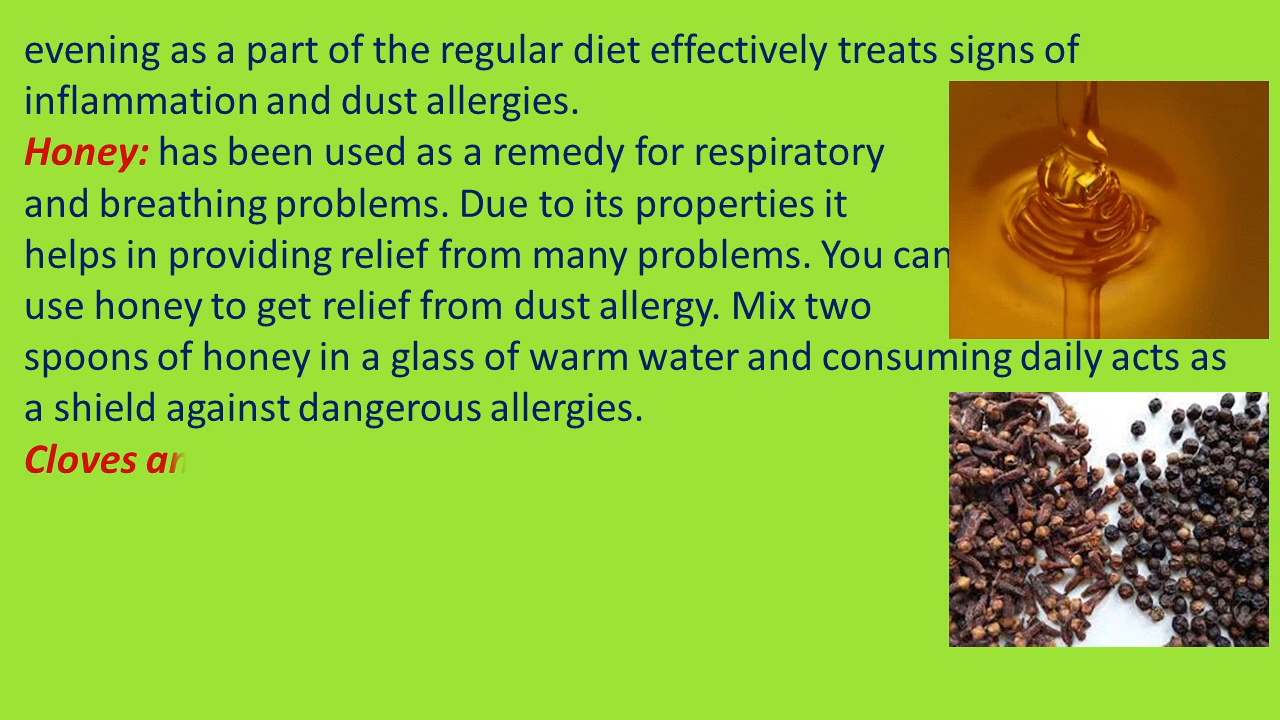 evening as a part of the regular diet effectively treats signs of
inflammation and dust allergies.
Honey: has been used as a remedy for respiratory
and breathing problems. Due to its properties it
helps in providing relief from many problems. You can
use honey to get relief from dust allergy. Mix two
spoons of honey in a glass of warm water and consuming daily acts as
a shield against dangerous allergies.
Cloves an